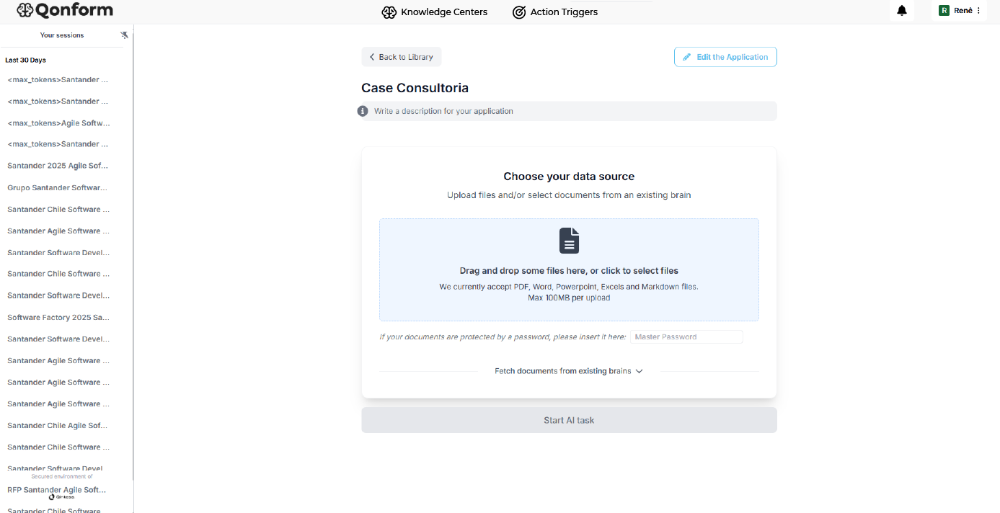 Qonform
Knowledge Centers
Action Triggers
R
Renê
Your sessions
Last 30 Days
<max_tokens>Santander ...
<max_tokens>Santander ...
<max_tokens>Agile Softw...
<max_tokens>Santander ...
Santander 2025 Agile Sof...
Grupo Santander Softwar...
Santander Chile Software ...
Santander Agile Software ...
Santander Software Devel...
Santander Chile Software ...
Santander Software Devel...
Software Factory 2025 Sa...
Santander Software Devel...
Santander Agile Software ...
Santander Agile Software ...
Santander Agile Software ...
Santander Chile Agile Sof...
Santander Chile Software ...
Santander Software Devel
Secured environment of
RFP Santander Agile Soft...
Qintess
Santander Chile Software
Back to Library
Edit the Application
Case Consultoria
Write a description for your application
Choose your data source
Upload files and/or select documents from an existing brain
Drag and drop some files here, or click to select files
We currently accept PDF, Word, Powerpoint, Excels and Markdown files.
Max 100MB per upload
If your documents are protected by a password, please insert it here:
Master Password
Fetch documents from existing brains
Start AI task